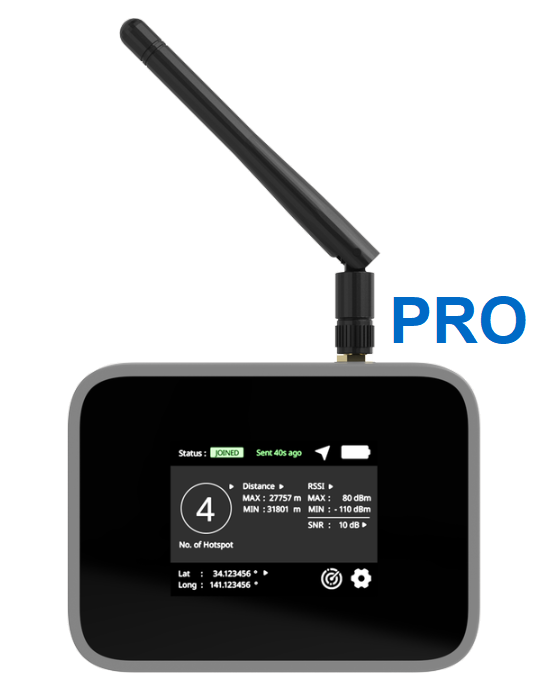 PRO
Status : JOINED Sent 40s ago
4
No. of Hotspot
Distance
MAX : 27757 m
MIN : 31801 m
RSSI
MAX : 80 dBm
MIN : - 110 dBm
SNR : 10 dB
Lat : 34.123456 °
Long : 141.123456 °